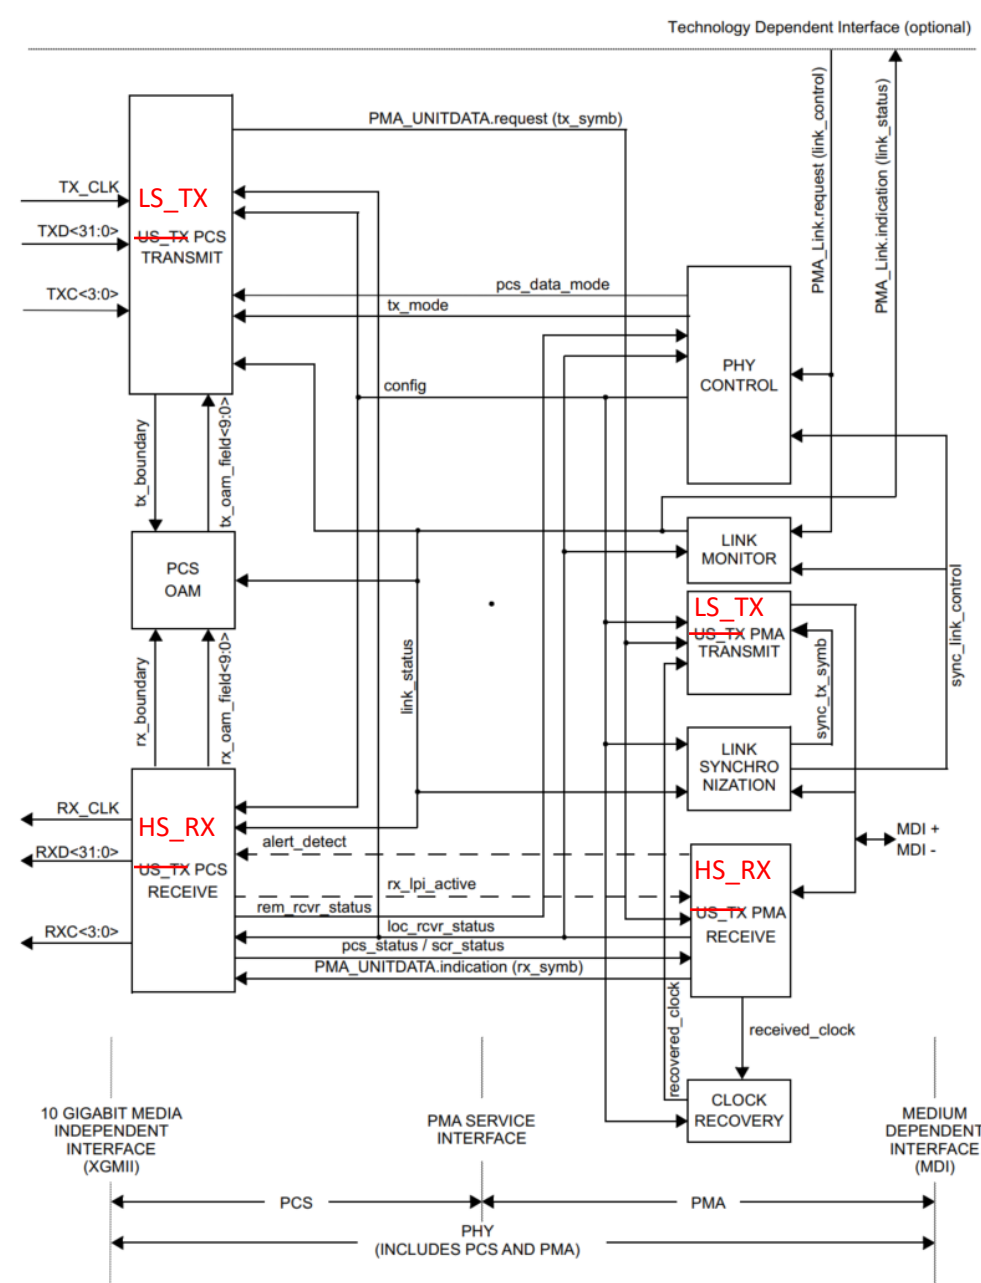 Technology Dependent Interface (optional)
PMA_UNITDATA.request (tx_symb)
PMA_Link.request (link_control)
PMA_Link.indication (link_status)
TX_CLK
LS_TX
TXD<31:0>
US_TX PCS
TRANSMIT
TXC<3:0>
pcs_data_mode
tx_mode
PHY
CONTROL
config
tx_boundary
tx_oam_field<9:0>
LINK
MONITOR
PCS
OAM
LS_TX
US_TX PMA
TRANSMIT
sync_link_control
sync_tx_symb
link_status
rx_boundary
rx_oam_field<9:0>
LINK
SYNCHRO
NIZATION
RX_CLK
HS_RX
MDI +
MDI -
alert_detect
RXD<31:0>
US_TX PCS
RECEIVE
HS_RX
rx_lpi_active
rem_rcvr_status
US_TX PMA
RECEIVE
loc_rcvr_status
RXC<3:0>
pcs_status / scr_status
PMA_UNITDATA.indication (rx_symb)
recovered_clock
received_clock
CLOCK
RECOVERY
10 GIGABIT MEDIA
INDEPENDENT
INTERFACE
(XGMII)
PMA SERVICE
INTERFACE
MEDIUM
DEPENDENT
INTERFACE
(MDI)
PCS
PMA
PHY
(INCLUDES PCS AND PMA)